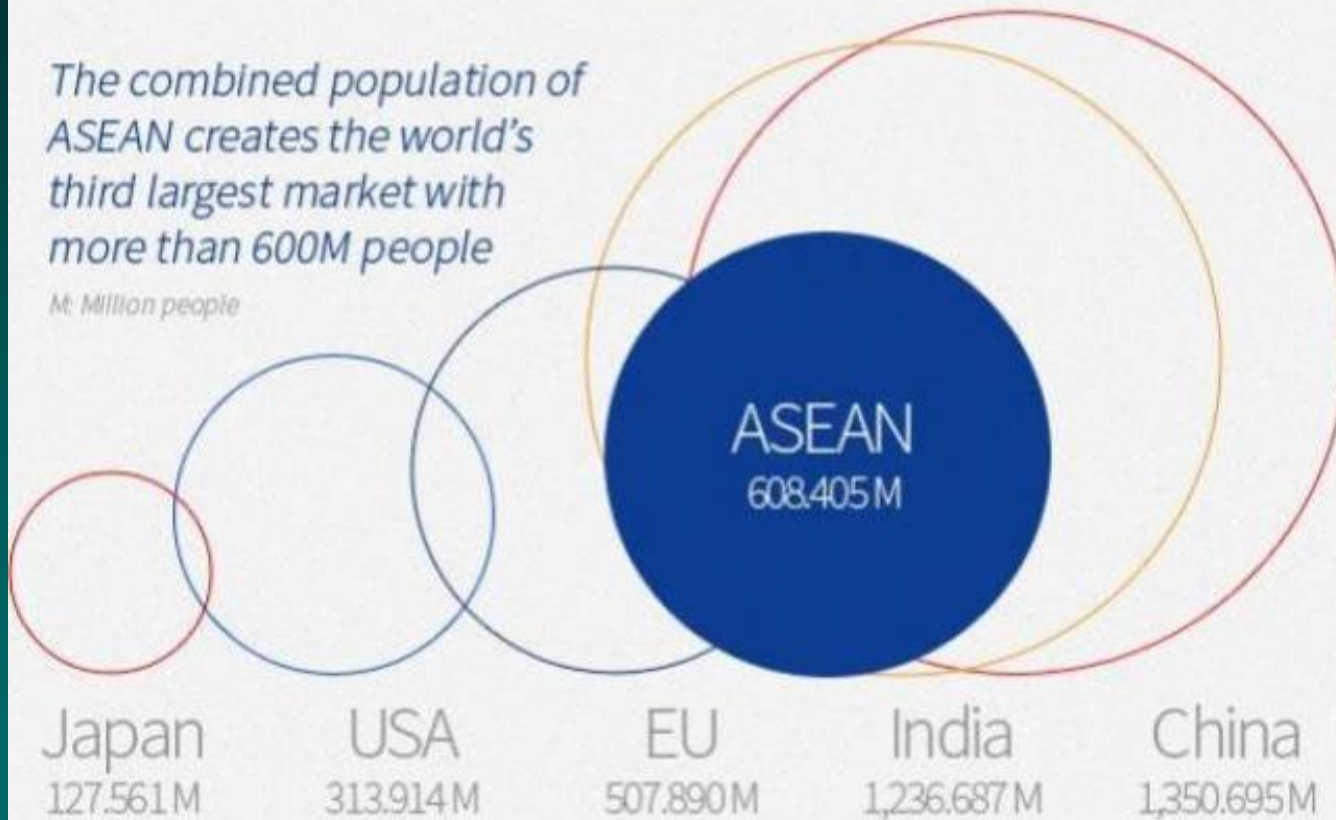 The combined population of
ASEAN creates the world's
third largest market with
more than 600M people
M: Million people
ASEAN
608.405 M
Japan
127.561 M
USA
313.914 M
EU
507.890 M
India
1,236.687 M
China
1,350.695 M